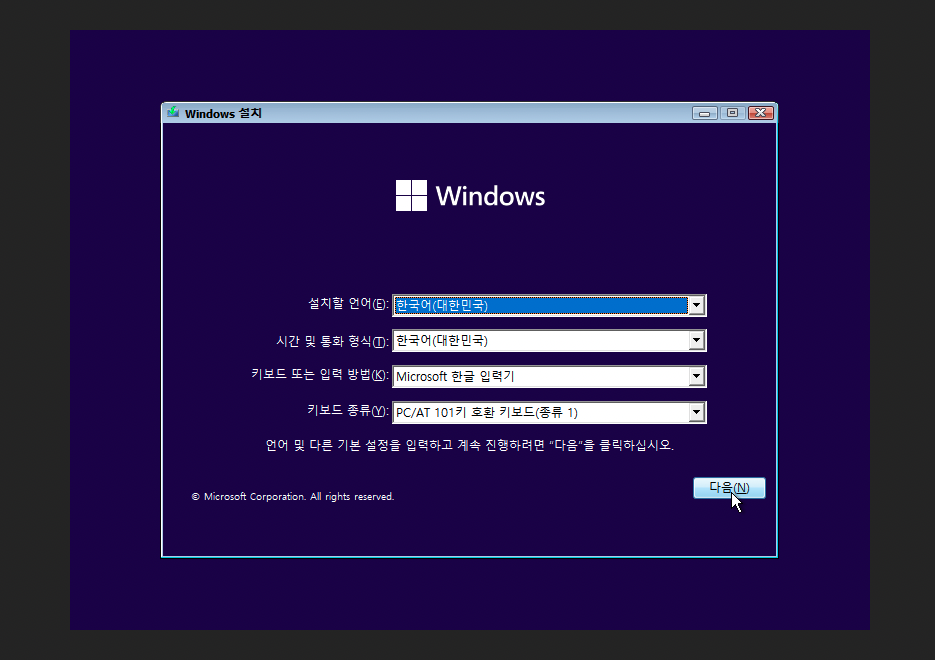 Windows 설치
Windows
설치할 언어(E): 한국어(대한민국)
시간 및 통화 형식(T): 한국어(대한민국)
키보드 또는 입력 방법(K): Microsoft 한글 입력기
키보드 종류(Y): PC/AT 101키 호환 키보드(종류 1)
언어 및 다른 기본 설정을 입력하고 계속 진행하려면 "다음"을 클릭하십시오.
다음(N)
© Microsoft Corporation. All rights reserved.